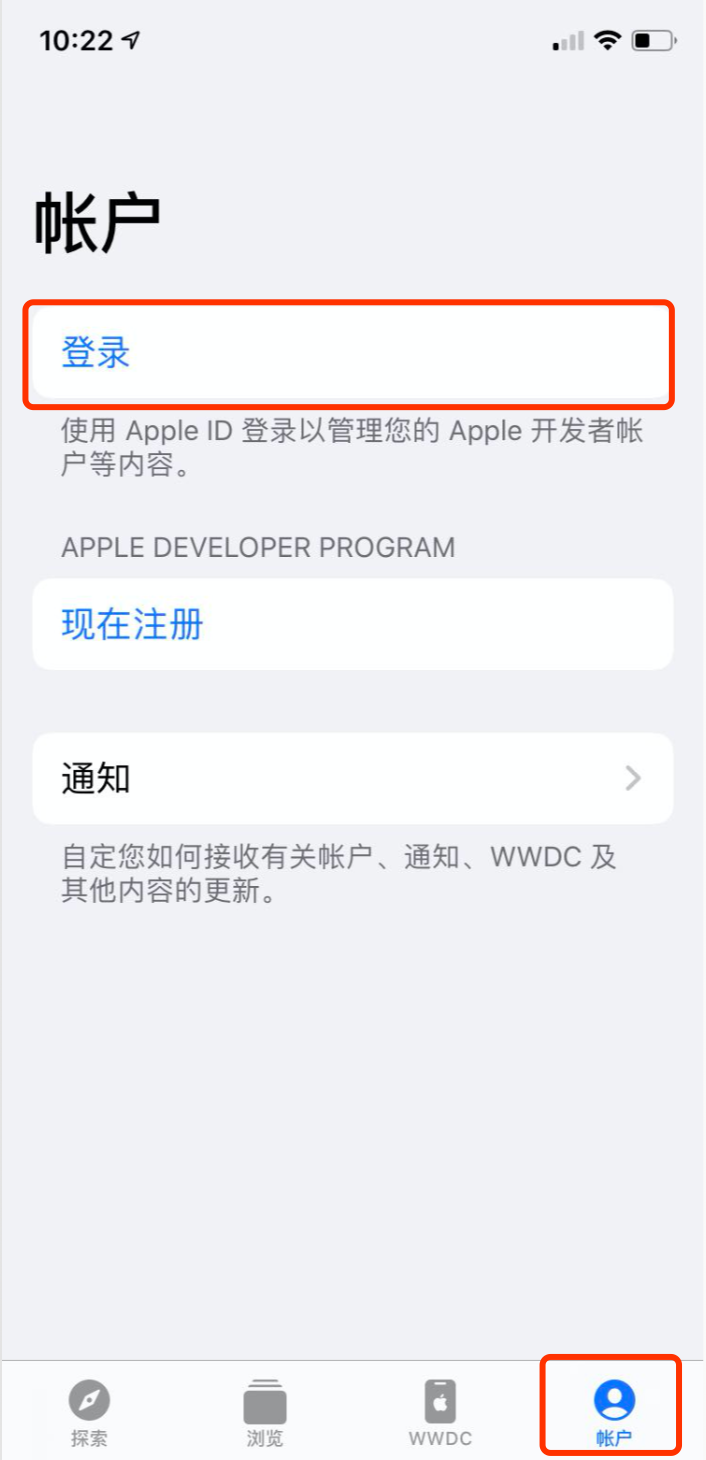 10:22
帐户
登录
使用 Apple ID 登录以管理您的 Apple 开发者帐
户等内容。
APPLE DEVELOPER PROGRAM
现在注册
通知
自定您如何接收有关帐户、通知、WWDC 及
其他内容的更新。
探索
浏览
WWDC
帐户